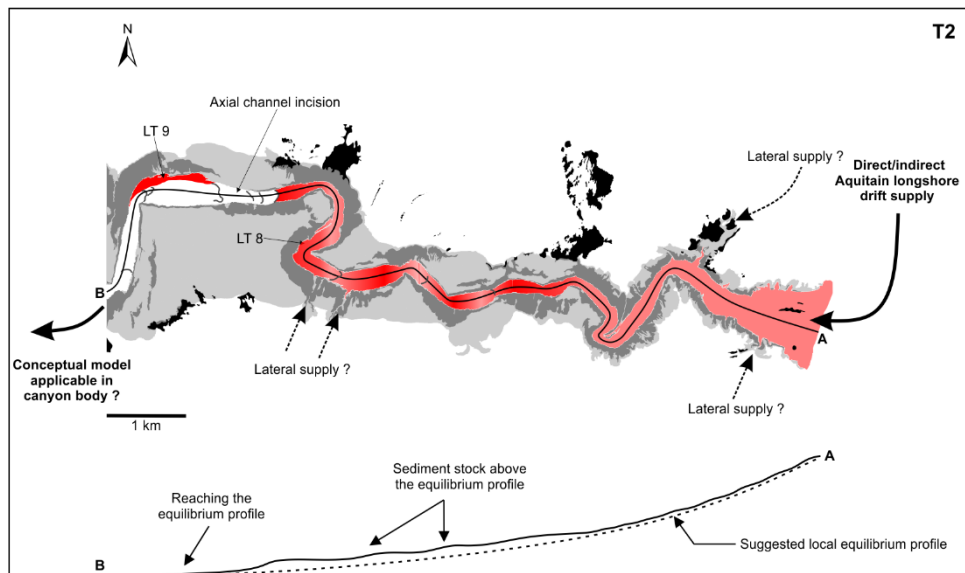 T2
N
Axial channel incision
LT 9
Lateral supply ?
Direct/indirect
Aquitain longshore
drift supply
LT 8
B
A
Conceptual model
applicable in
canyon body ?
Lateral supply ?
Lateral supply ?
1 km
A
Sediment stock above
the equilibrium profile
Reaching the
equilibrium profile
Suggested local equilibrium profile
B